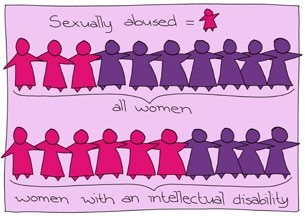 Sexually abused =
all women
women with an intellectual disability